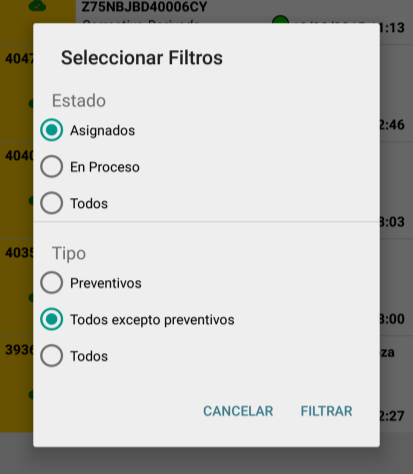 Z75NBJBD40006CY
1:13
Seleccionar Filtros
4047
Estado
Asignados
2:46
En Proceso
4040
Todos
3:03
4035
Tipo
Preventivos
Todos excepto preventivos
3:00
3936
Todos
za
CANCELAR
FILTRAR
2:27